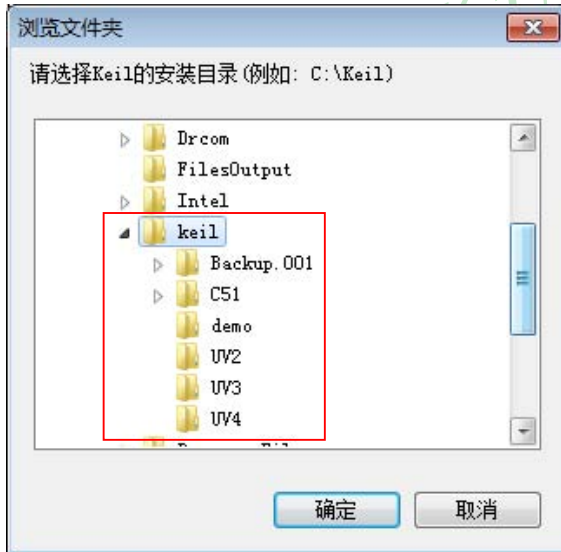 浏览文件夹
请选择Keil的安装目录(例如: C:\Keil)
Drcom
FilesOutput
Intel
keil
Backup.001
C51
demo
UV2
UV3
UV4
确定
取消